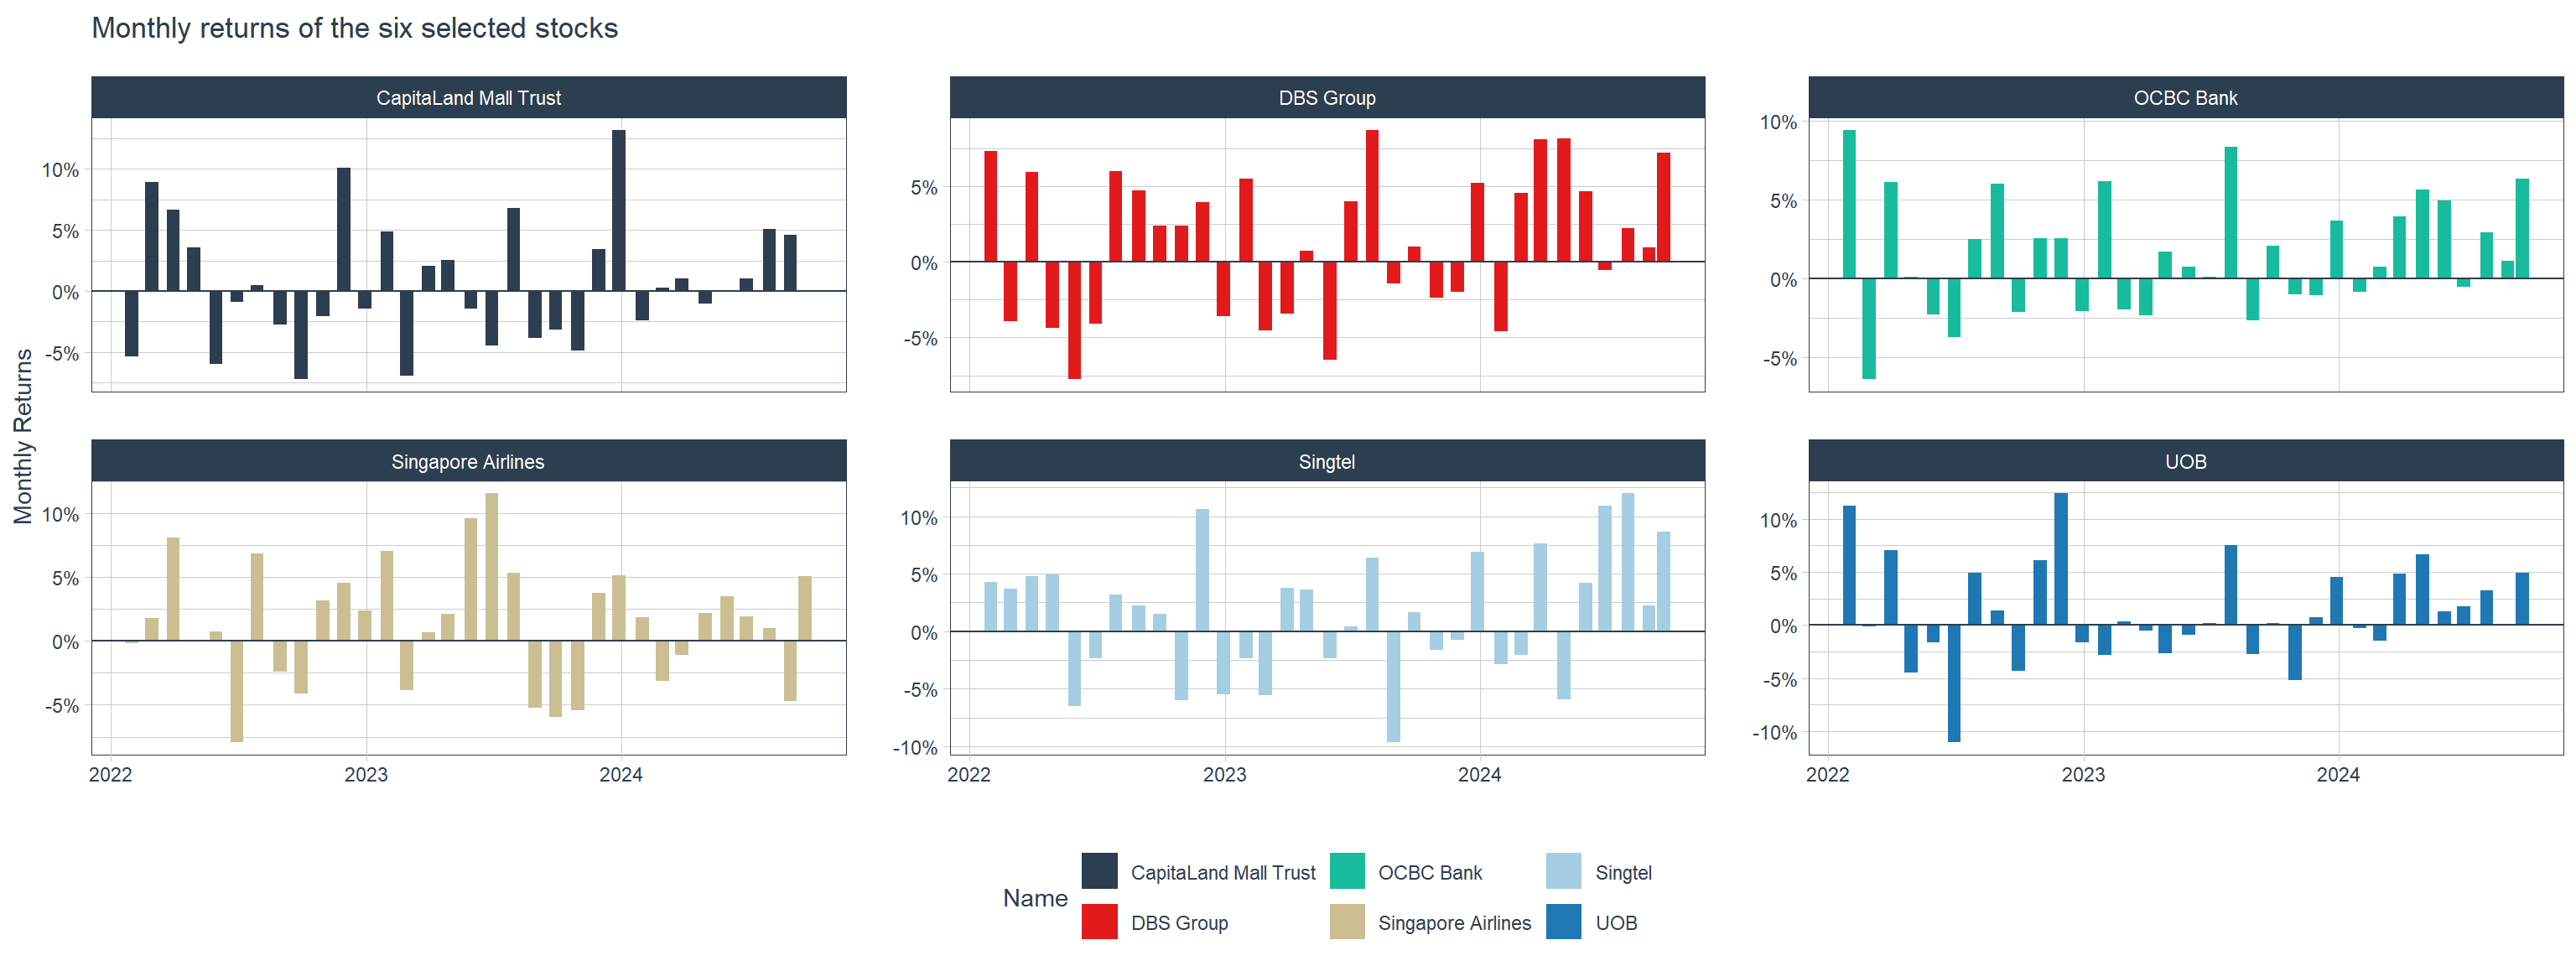 Monthly returns of the six selected stocks
Monthly Returns
CapitaLand Mall Trust
10%
5%
0%
-5%
DBS Group
5%
0%
-5%
OCBC Bank
10%
5%
0%
-5%
Singapore Airlines
10%
5%
0%
-5%
2022 2023 2024
Singtel
10%
5%
0%
-5%
-10%
2022 2023 2024
UOB
10%
5%
0%
-5%
-10%
2022 2023 2024
Name
CapitaLand Mall Trust OCBC Bank Singtel
DBS Group Singapore Airlines UOB